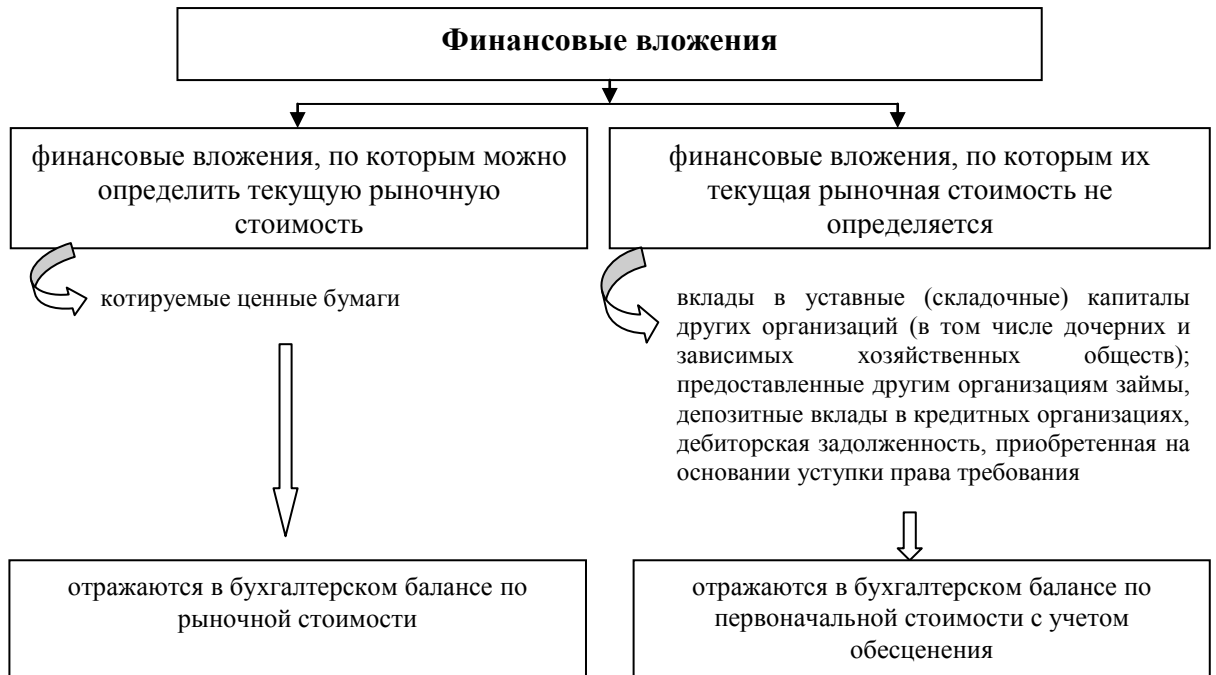 Финансовые вложения
финансовые вложения, по которым можно
определить текущую рыночную
стоимость
финансовые вложения, по которым их
текущая рыночная стоимость не
определяется
котируемые ценные бумаги
вклады в уставные (складочные) капиталы
других организаций (в том числе дочерних и
зависимых хозяйственных обществ);
предоставленные другим организациям займы,
депозитные вклады в кредитных организациях,
дебиторская задолженность, приобретенная на
основании уступки права требования
отражаются в бухгалтерском балансе по
рыночной стоимости
отражаются в бухгалтерском балансе по
первоначальной стоимости с учетом
обесценения